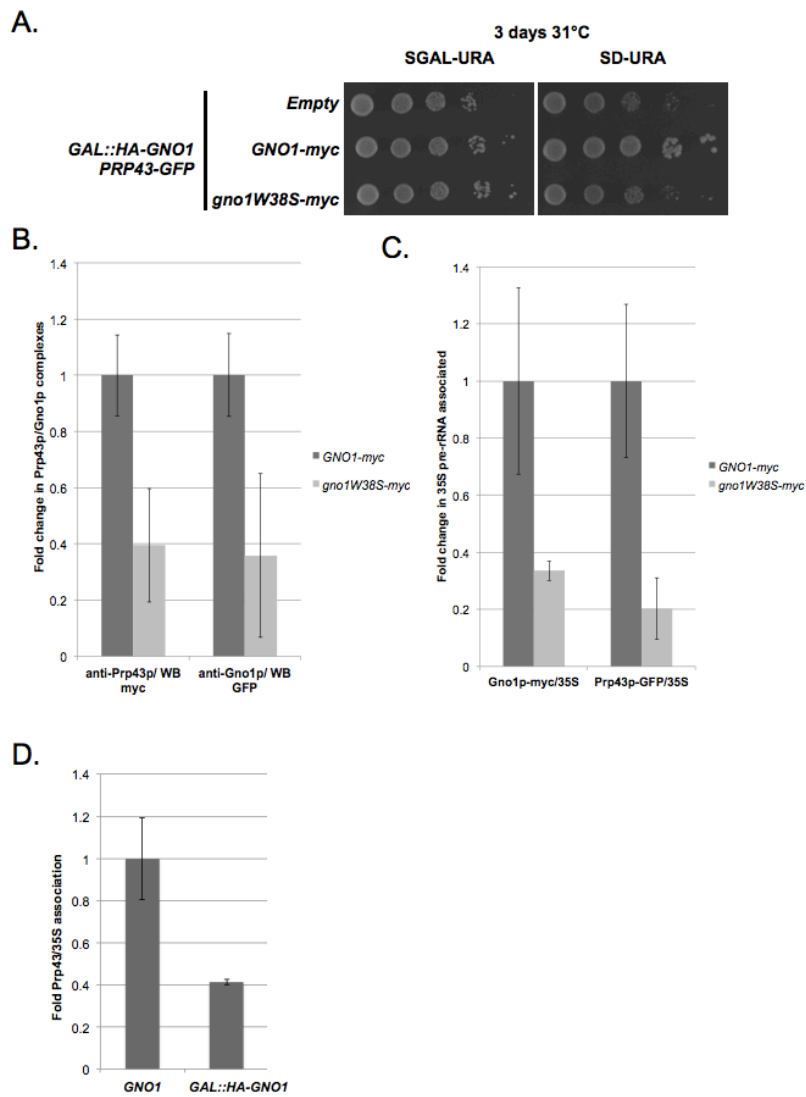 A.
3 days 31°C
SGAL-URA SD-URA
Empty
GAL::HA-GNO1
PRP43-GFP
GNO1-myc
gno1W38S-myc
B.
1.4
1.2
1
0.8
0.6
0.4
0.2
0
Fold change in Prp43p/Gno1p complexes
anti-Prp43p/ WB
myc
anti-Gno1p/ WB
GFP
GNO1-myc
gno1W38S-myc
C.
1.4
1.2
1
0.8
0.6
0.4
0.2
0
Fold change in 35S pre-rRNA associated
Gno1p-myc/35S
Prp43p-GFP/35S
GNO1-myc
gno1W38S-myc
D.
1.4
1.2
1
0.8
0.6
0.4
0.2
0
Fold Prp43/35S association
GNO1
GAL::HA-GNO1